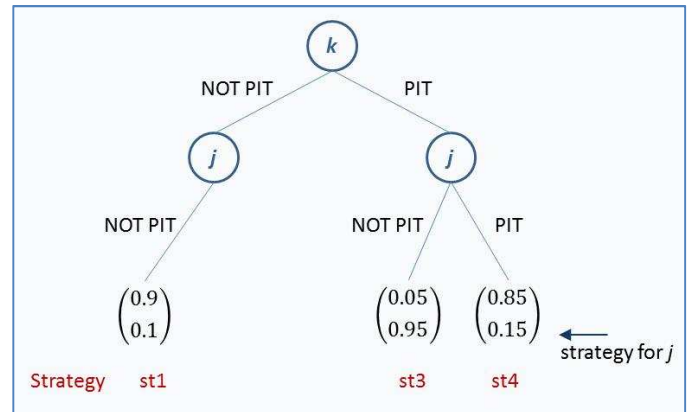 k
NOT PIT PIT
j j
NOT PIT NOT PIT PIT
0.9 0.05 0.85
0.1 0.95 0.15
strategy for j
Strategy st1 st3 st4